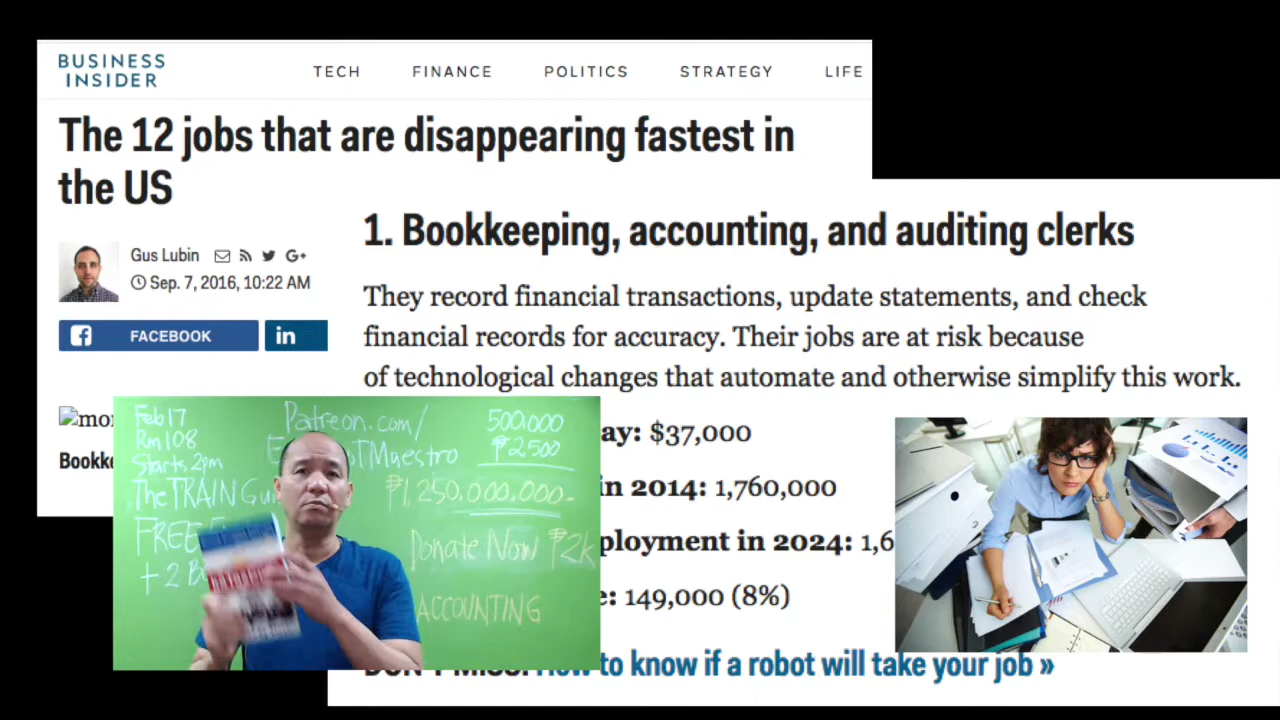 BUSINESS
INSIDER
TECH FINANCE POLITICS STRATEGY LIFE
The 12 jobs that are disappearing fastest in
the US
Gus Lubin
Sep. 7, 2016, 10:22 AM
FACEBOOK in
1. Bookkeeping, accounting, and auditing clerks
They record financial transactions, update statements, and check
financial records for accuracy. Their jobs are at risk because
of technological changes that automate and otherwise simplify this work.
$37,000
in 2014: 1,760,000
in 2024: 1,6
149,000 (8%)
to know if a robot will take your job »
Feb 17
Rm 108
Starts 2pm
The TRAIN
FREE
+ 2
Patreon.com/
Maestro
500,000
₱2,500
₱1,250,000,000
Donate Now ₱2k
ACCOUNTING